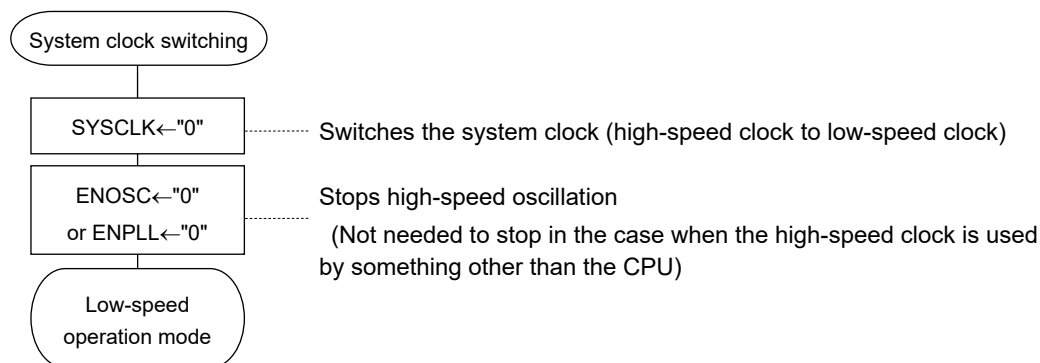 System clock switching
SYSCLK←"0"
Switches the system clock (high-speed clock to low-speed clock)
ENOSC←"0"
or ENPLL←"0"
Stops high-speed oscillation
(Not needed to stop in the case when the high-speed clock is used
by something other than the CPU)
Low-speed
operation mode